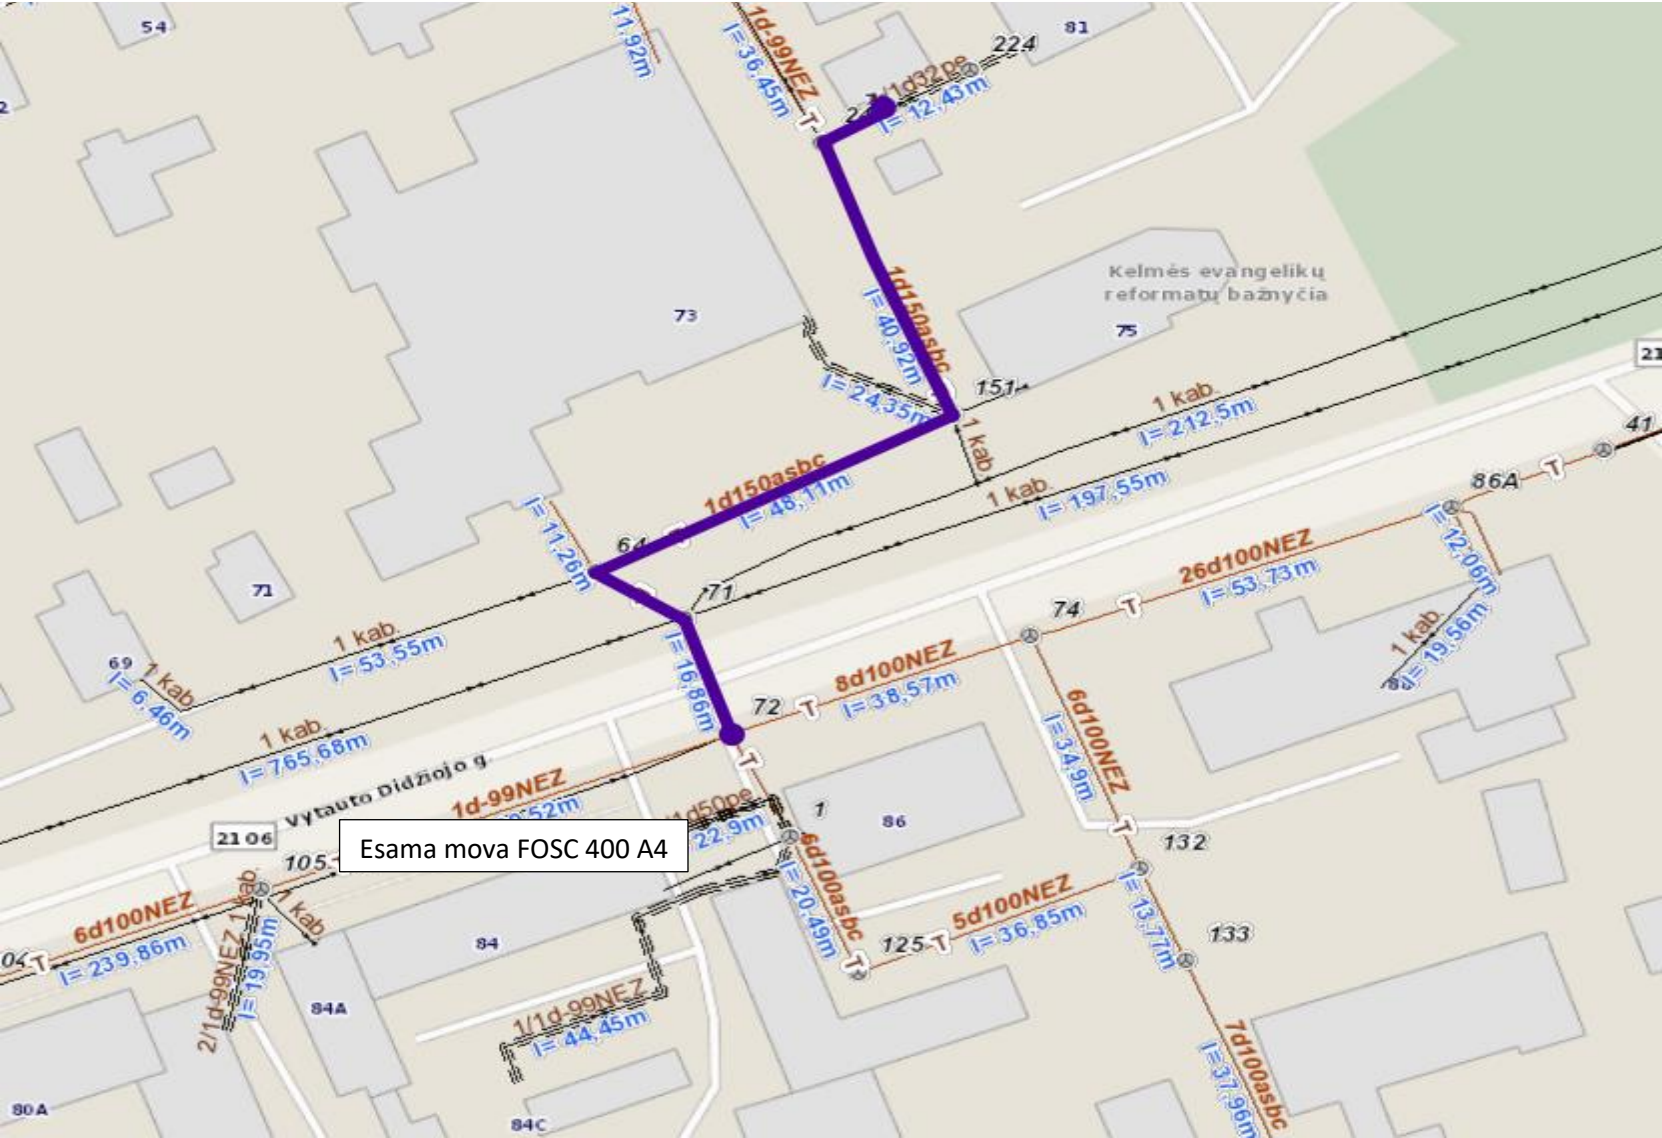 54
11,92m
1d-99NEZ
l= 36,45m
81
224
/1d32pe
l= 12,43m
Kelmės evangelikų
reformatų bažnyčia
75
73
1d150asbc
l= 40,92m
l= 24,35m
151
1 kab.
1 kab.
l= 212,5m
21
41
86A
1 kab.
l= 197,55m
1d150asbc
l= 48,11m
64
l= 11,26m
71
71
26d100NEZ
l= 53,73m
l= 12,06m
1 kab.
l= 19,56m
74
1 kab.
l= 53,55m
69
1 kab.
l= 6,46m
l= 16,86m
72
8d100NEZ
l= 38,57m
6d100NEZ
l= 34,9m
1 kab.
l= 765,68m
Vytauto Didžiojo g.
1d-99NEZ
52m
1d50pe
22,9m
1
86
2106
105
Esama mova FOSC 400 A4
132
6d100asbc
l= 20,49m
5d100NEZ
l= 36,85m
125
l= 13,77m
133
6d100NEZ
l= 239,86m
04
1 kab.
1 kab
2/1d-99NEZ
l= 19,95m
84
84A
1/1d-99NEZ
l= 44,45m
7d100asbc
l= 37,96m
80A
84C